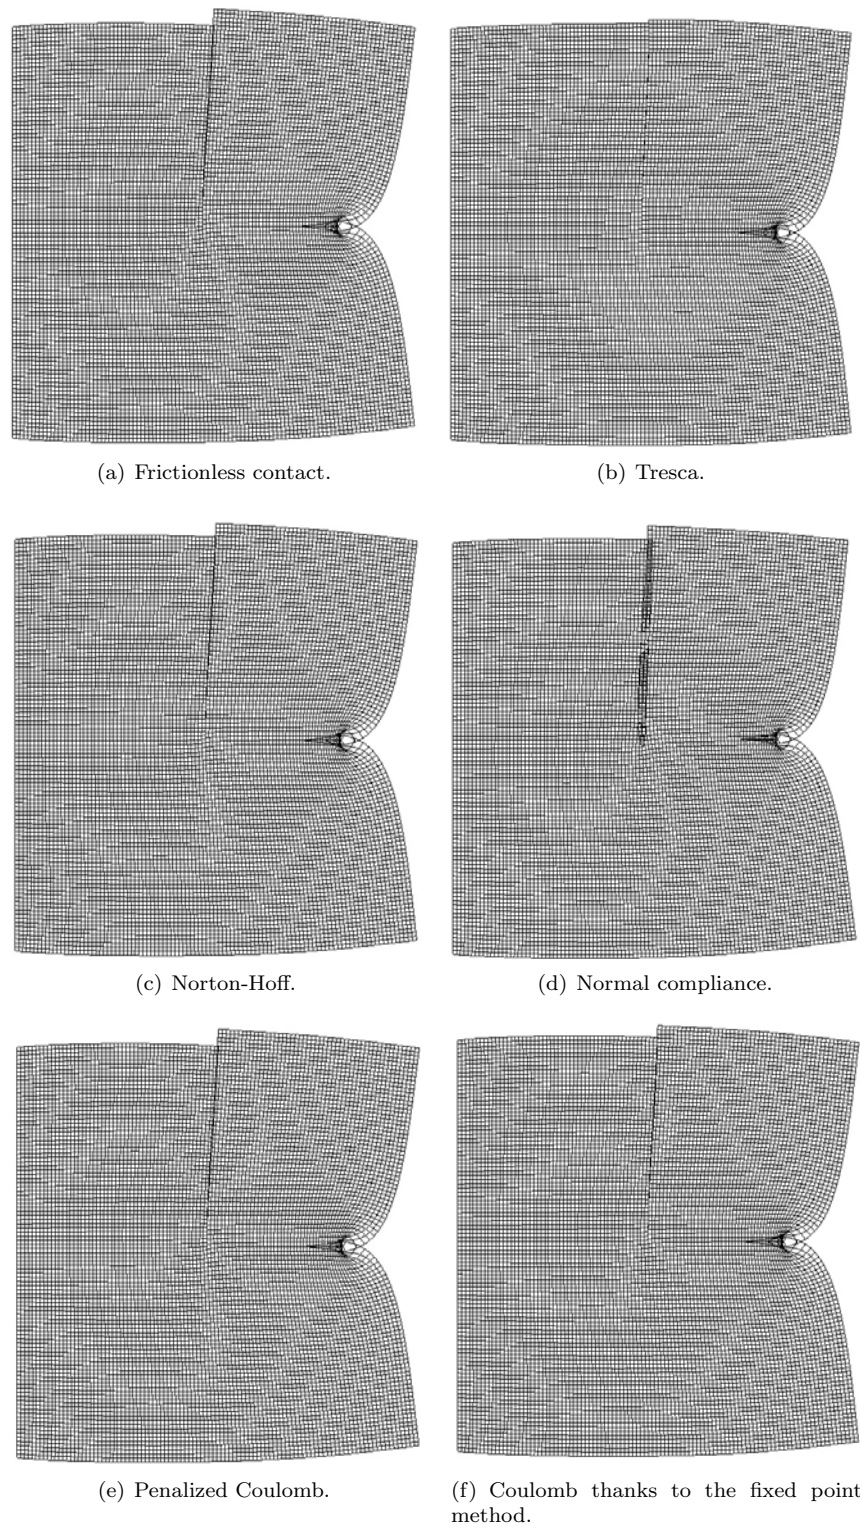 (a) Frictionless contact.
(b) Tresca.
(c) Norton-Hoff.
(d) Normal compliance.
(e) Penalized Coulomb.
(f) Coulomb thanks to the fixed point
method.